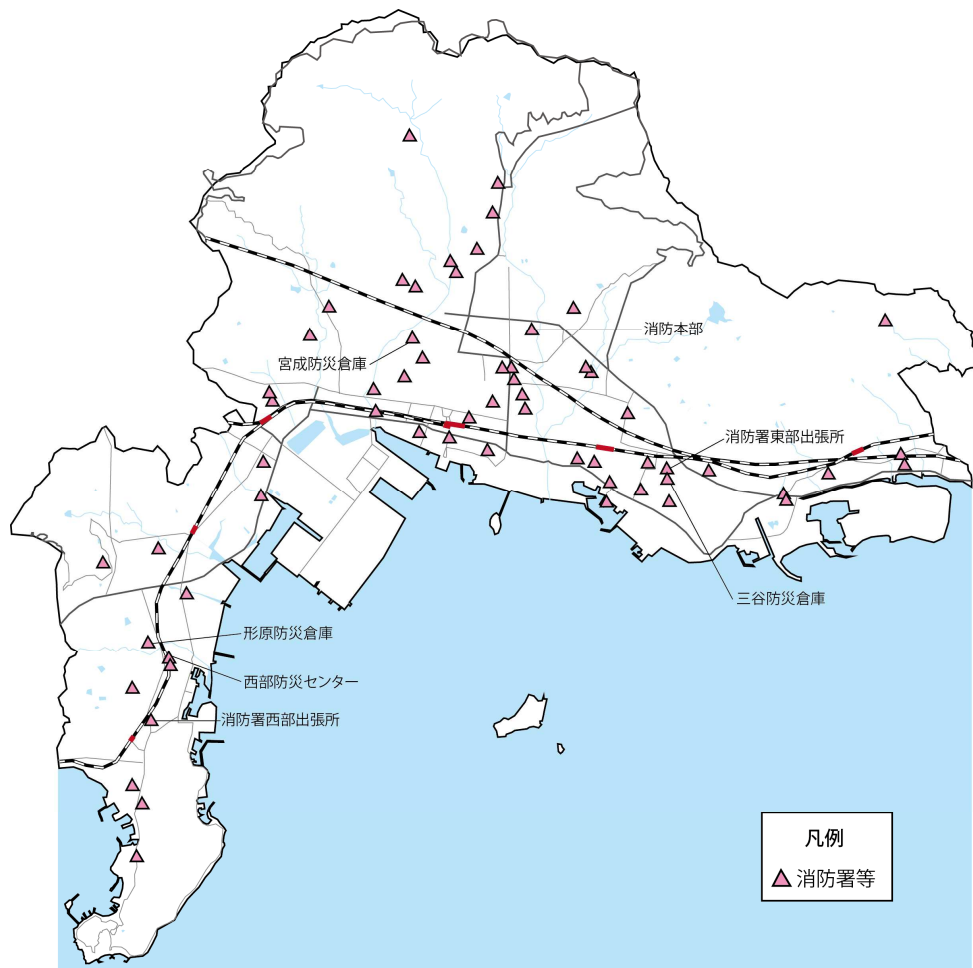 消防本部
宮成防災倉庫
消防署東部出張所
三谷防災倉庫
形原防災倉庫
西部防災センター
消防署西部出張所
凡例
消防署等